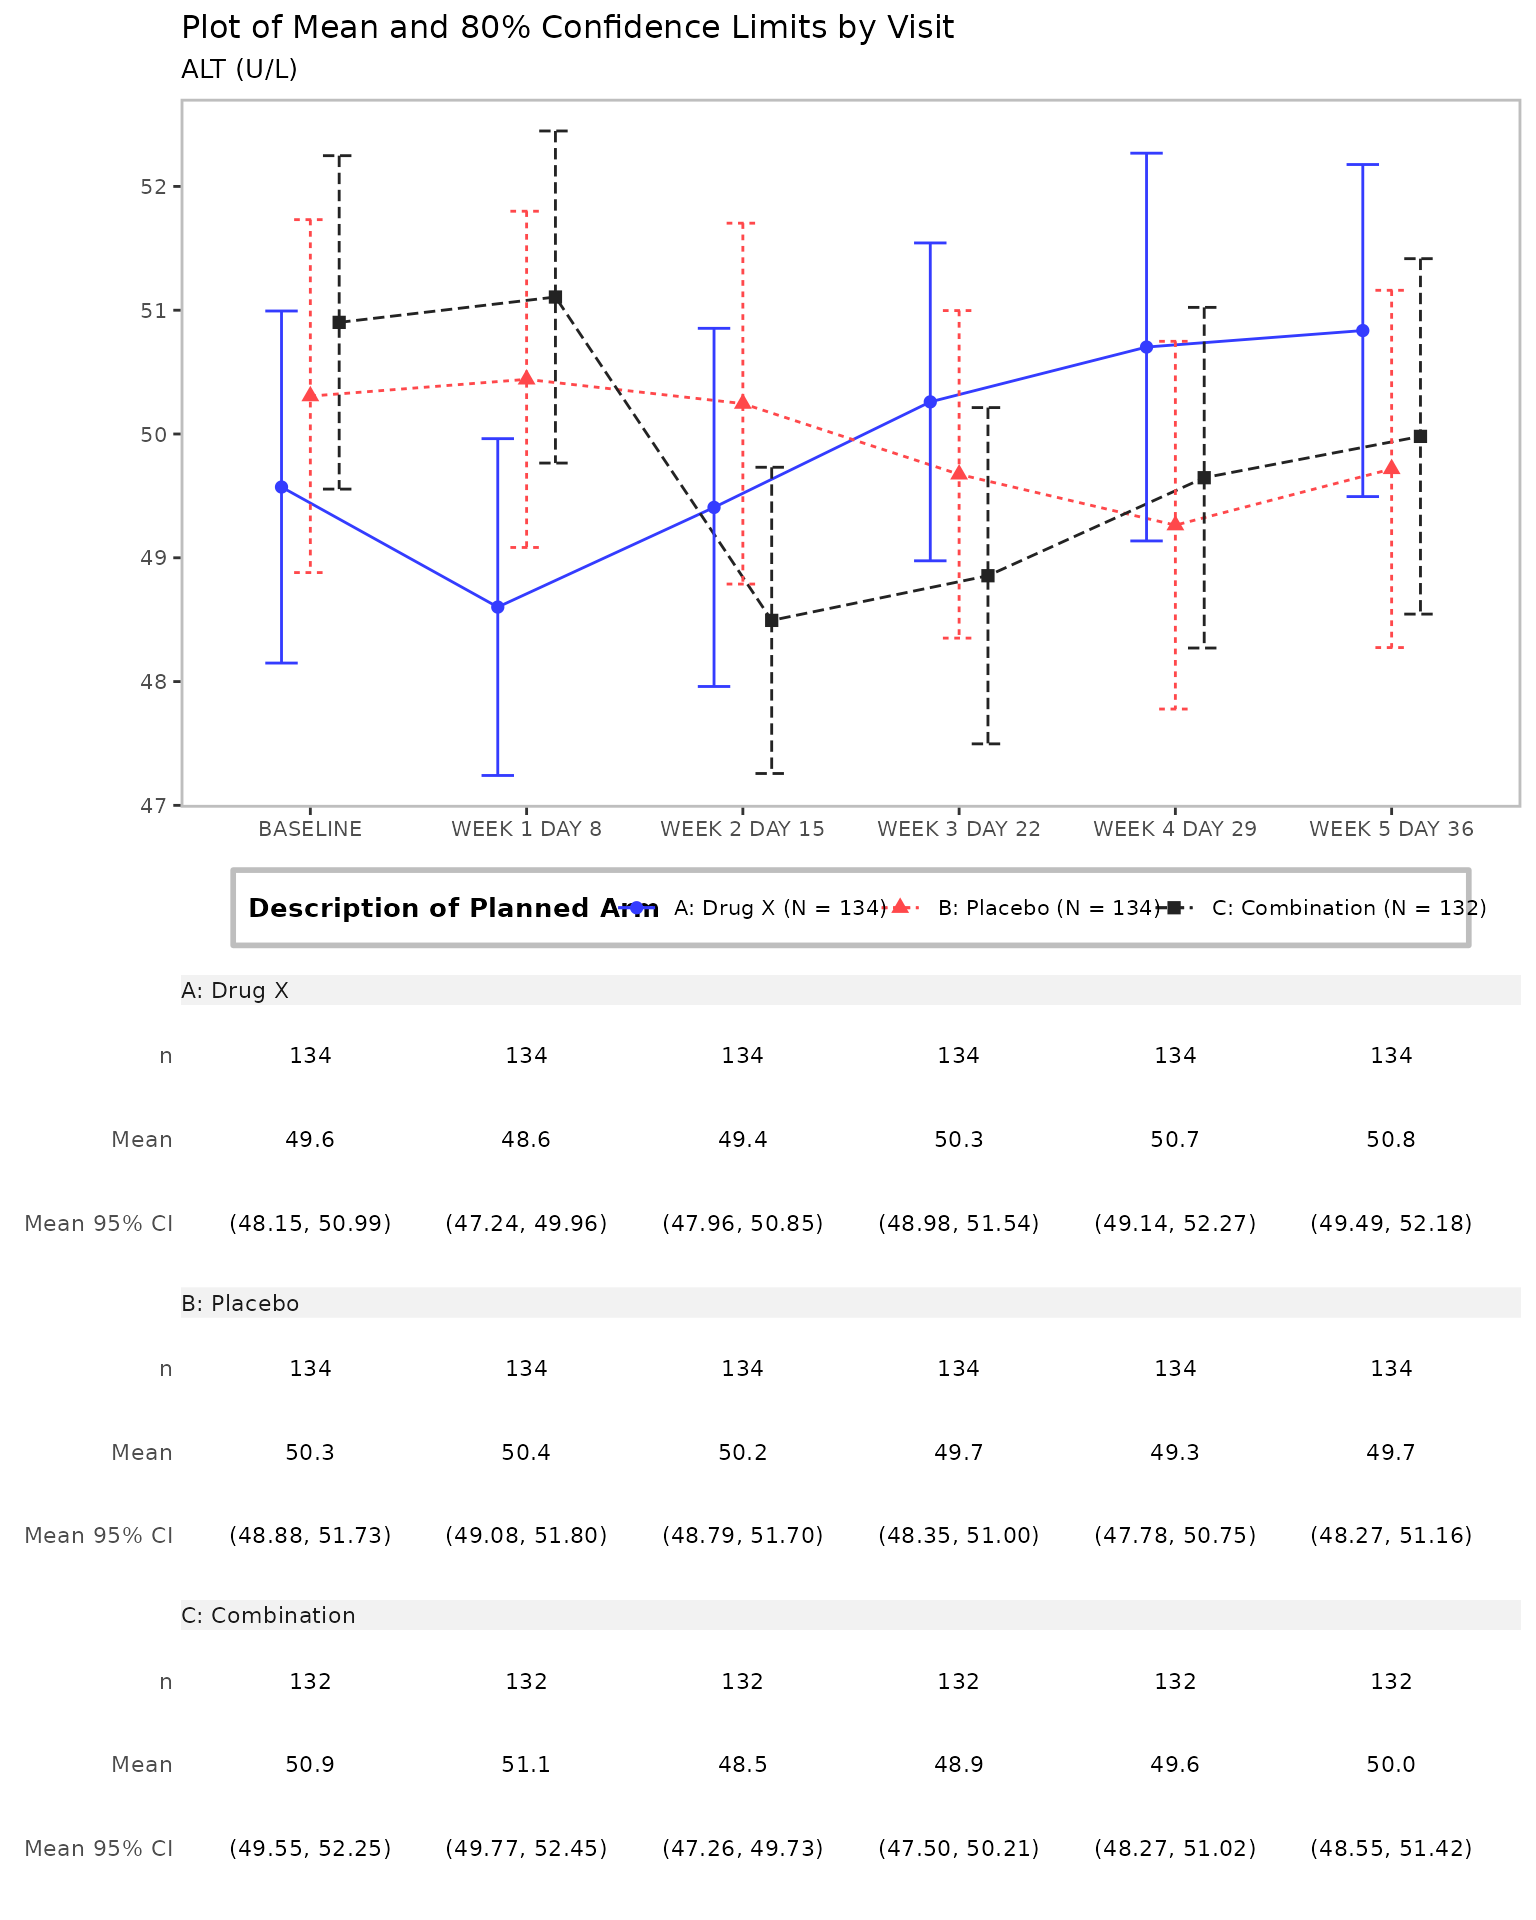 Plot of Mean and 80% Confidence Limits by Visit
ALT (U/L)
52
51
50
49
48
47
BASELINE WEEK 1 DAY 8 WEEK 2 DAY 15 WEEK 3 DAY 22 WEEK 4 DAY 29 WEEK 5 DAY 36
Description of Planned Arm A: Drug X (N = 134) B: Placebo (N = 134) C: Combination (N = 132)
A: Drug X
n 134 134 134 134 134 134
Mean 49.6 48.6 49.4 50.3 50.7 50.8
Mean 95% CI (48.15, 50.99) (47.24, 49.96) (47.96, 50.85) (48.98, 51.54) (49.14, 52.27) (49.49, 52.18)
B: Placebo
n 134 134 134 134 134 134
Mean 50.3 50.4 50.2 49.7 49.3 49.7
Mean 95% CI (48.88, 51.73) (49.08, 51.80) (48.79, 51.70) (48.35, 51.00) (47.78, 50.75) (48.27, 51.16)
C: Combination
n 132 132 132 132 132 132
Mean 50.9 51.1 48.5 48.9 49.6 50.0
Mean 95% CI (49.55, 52.25) (49.77, 52.45) (47.26, 49.73) (47.50, 50.21) (48.27, 51.02) (48.55, 51.42)